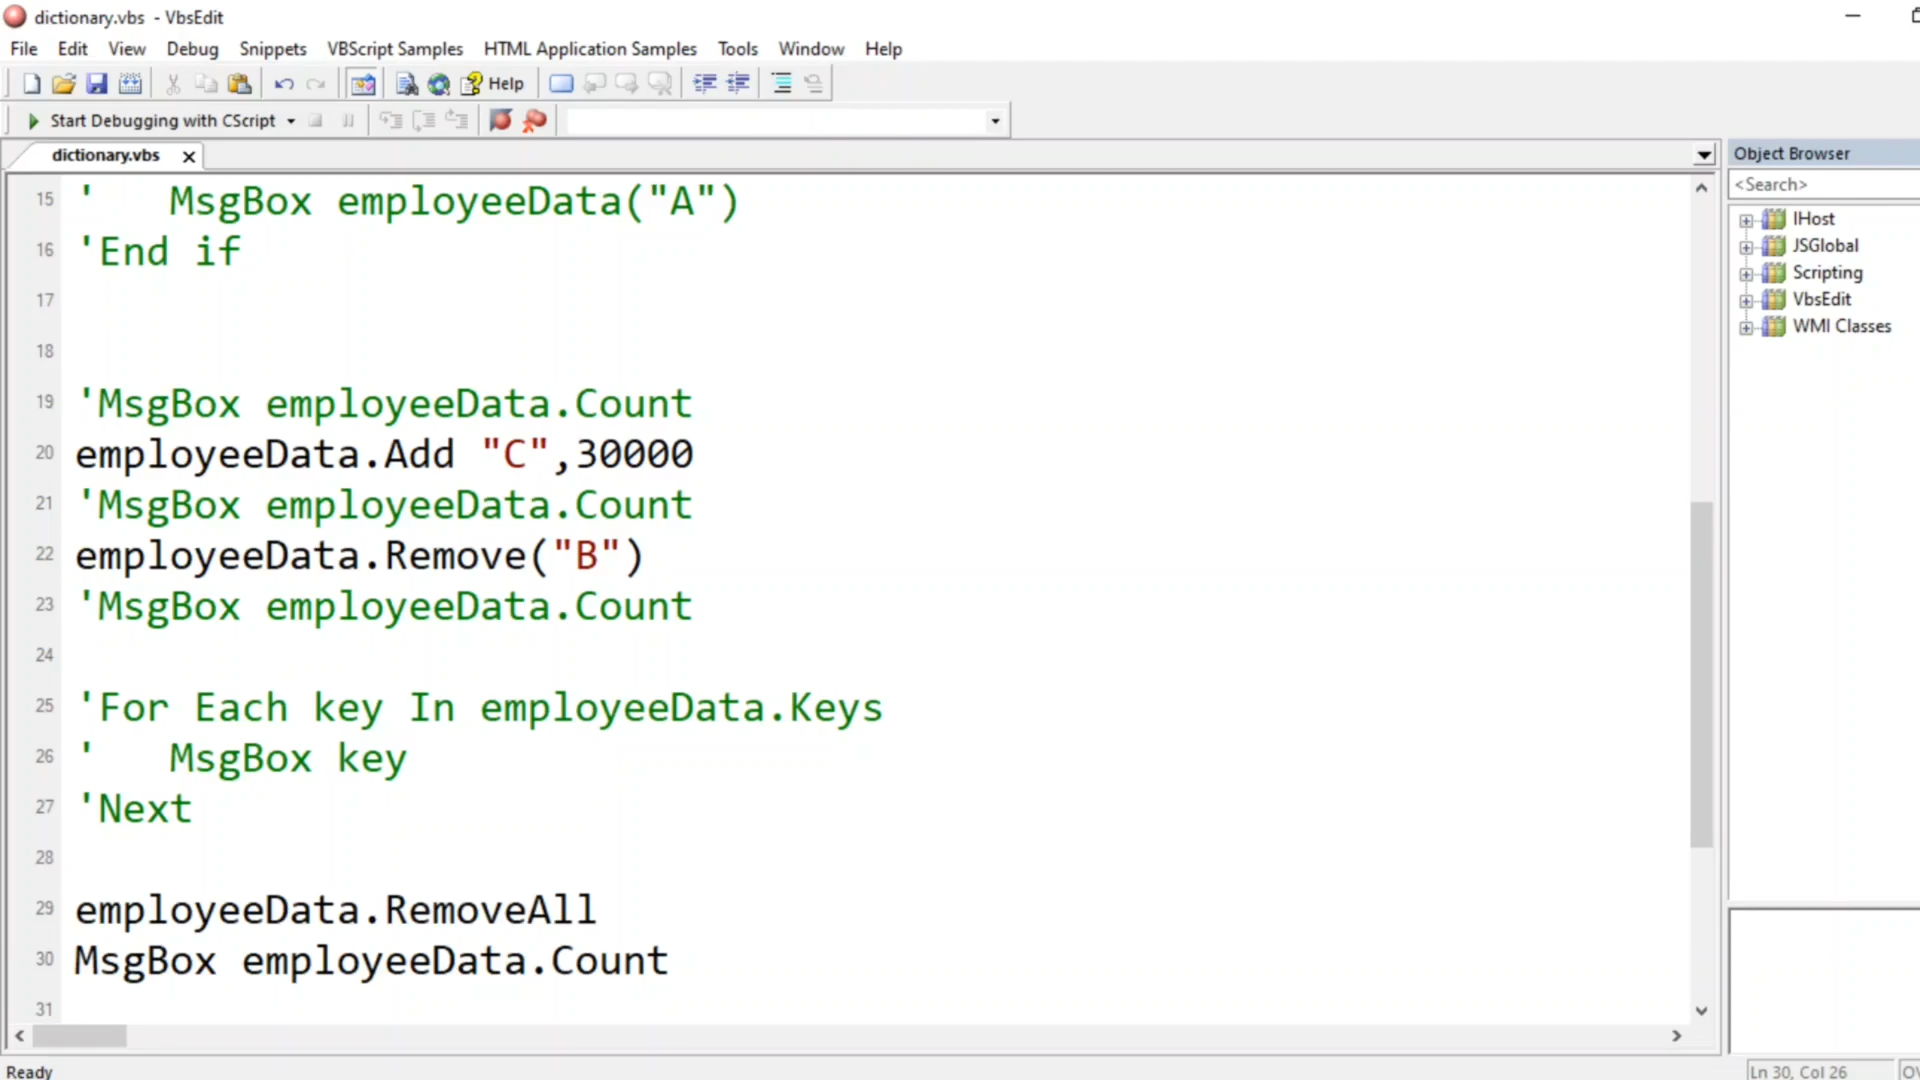 dictionary.vbs - VbsEdit
File Edit View Debug Snippets VBScript Samples HTML Application Samples Tools Window Help
Help
Start Debugging with CScript
dictionary.vbs
Object Browser
<Search>
IHost
JSGlobal
Scripting
VbsEdit
WMI Classes
15 '   MsgBox employeeData("A")
16 'End if
17
18
19 'MsgBox employeeData.Count
20 employeeData.Add "C",30000
21 'MsgBox employeeData.Count
22 employeeData.Remove("B")
23 'MsgBox employeeData.Count
24
25 'For Each key In employeeData.Keys
26 '   MsgBox key
27 'Next
28
29 employeeData.RemoveAll
30 MsgBox employeeData.Count
31
Ready
Ln 30, Col 26